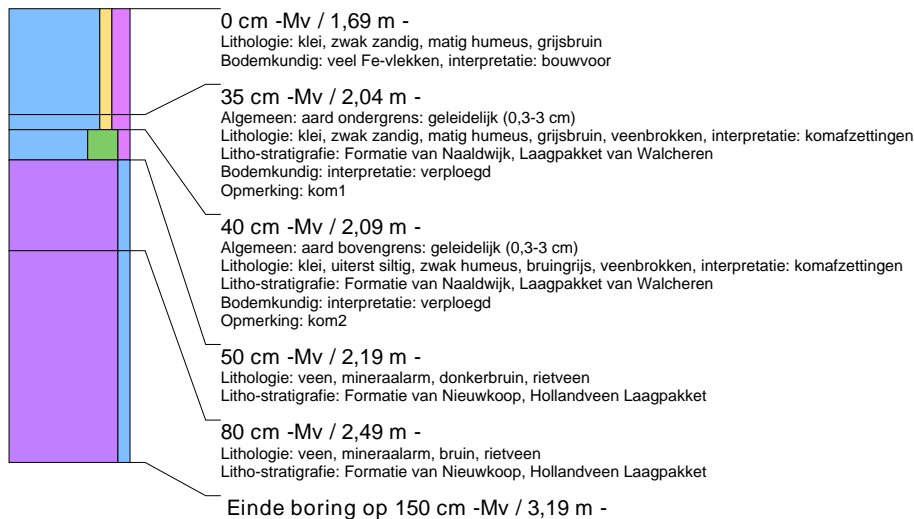 0 cm -Mv / 1,69 m -
Lithologie: klei, zwak zandig, matig humeus, grijsbruin
Bodemkundig: veel Fe-vlekken, interpretatie: bouwvoor
35 cm -Mv / 2,04 m -
Algemeen: aard ondergrens: geleidelijk (0,3-3 cm)
Lithologie: klei, zwak zandig, matig humeus, grijsbruin, veenbrokken, interpretatie: komafzettingen
Litho-stratigrafie: Formatie van Naaldwijk, Laagpakket van Walcheren
Bodemkundig: interpretatie: verploegd
Opmerking: kom1
40 cm -Mv / 2,09 m -
Algemeen: aard bovengrens: geleidelijk (0,3-3 cm)
Lithologie: klei, uiterst siltig, zwak humeus, bruingrijs, veenbrokken, interpretatie: komafzettingen
Litho-stratigrafie: Formatie van Naaldwijk, Laagpakket van Walcheren
Bodemkundig: interpretatie: verploegd
Opmerking: kom2
50 cm -Mv / 2,19 m -
Lithologie: veen, mineraalarm, donkerbruin, rietveen
Litho-stratigrafie: Formatie van Nieuwkoop, Hollandveen Laagpakket
80 cm -Mv / 2,49 m -
Lithologie: veen, mineraalarm, bruin, rietveen
Litho-stratigrafie: Formatie van Nieuwkoop, Hollandveen Laagpakket
Einde boring op 150 cm -Mv / 3,19 m -